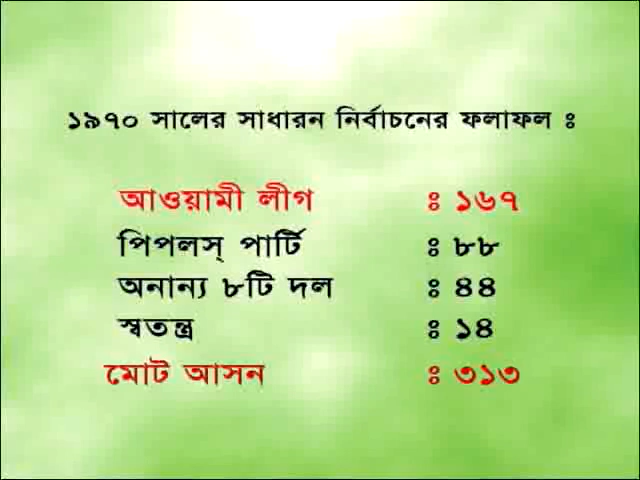 ১৯৭০ সালের সাধারন নির্বাচনের ফলাফল ঃ
আওয়ামী লীগ ঃ ১৬৭
পিপলস্ পার্টি ঃ ৮৮
অনান্য ৮টি দল ঃ ৪৪
স্বতন্ত্র ঃ ১৪
মোট আসন ঃ ৩১৩